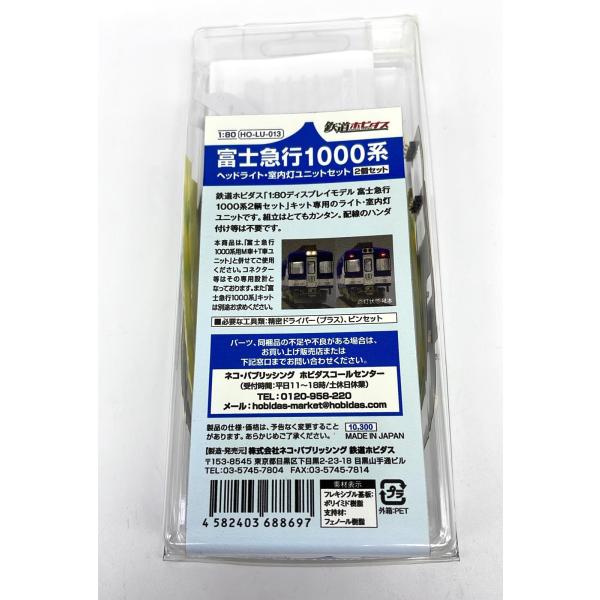 1:80 HO-LU-013 鉄道ホビダス
富士急行1000系
ヘッドライト・室内灯ユニットセット 2個セット
鉄道ホビダス「1:80ディスプレイモデル 富士急行
1000系2輌セット」キット専用のライト・室内灯
ユニットです。組立はとてもカンタン。配線のハンダ
付け等は不要です。
本商品は、「富士急行
1000系用M車+T車ユ
ニット」と併せてご使用
ください。コネクター
等はその専用設計と
なっております。また「富
士急行1000系」キット
は別途お求めください。
点灯状態見本
■必要な工具類：精密ドライバー（プラス）、ピンセット
パーツ、同梱品の不足や不良がある場合は、
お買い上げ販売店または
下記窓口までお問い合わせください。
ネコ・パブリッシング ホビダスコールセンター
（受付時間：平日11～18時/土休日休業）
TEL：0120-958-220
メール：hobidas-market@hobidas.com
製品の仕様・価格は、予告なく変更することが
あります。あらかじめご了承ください。
10,300
MADE IN JAPAN
【製造・発売元】株式会社ネコ・パブリッシング 鉄道ホビダス
〒153-8545 東京都目黒区下目黒2-23-18 目黒山手通ビル
TEL:03-5745-7804 FAX:03-5745-7814
4 582403 688697
素材表示
フレキシブル基板：
ポリイミド樹脂
支持材：
フェノール樹脂
プラ
外箱:PET